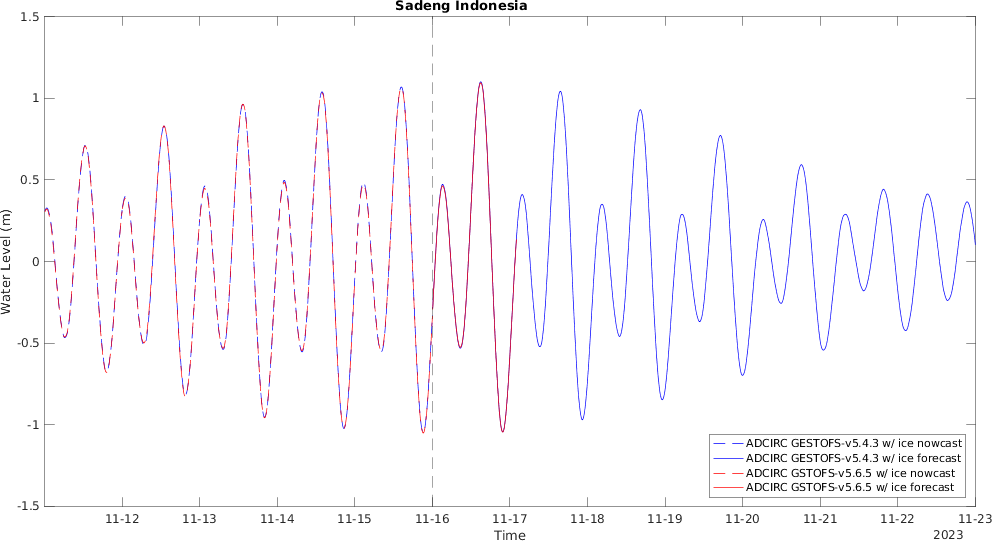 Sadeng Indonesia
1.5
1
0.5
0
-0.5
-1
-1.5
Water Level (m)
11-12 11-13 11-14 11-15 11-16 11-17 11-18 11-19 11-20 11-21 11-22 11-23
Time
2023
ADCIRC GESTOFS-v5.4.3 w/ ice nowcast
ADCIRC GESTOFS-v5.4.3 w/ ice forecast
ADCIRC GSTOFS-v5.6.5 w/ ice nowcast
ADCIRC GSTOFS-v5.6.5 w/ ice forecast